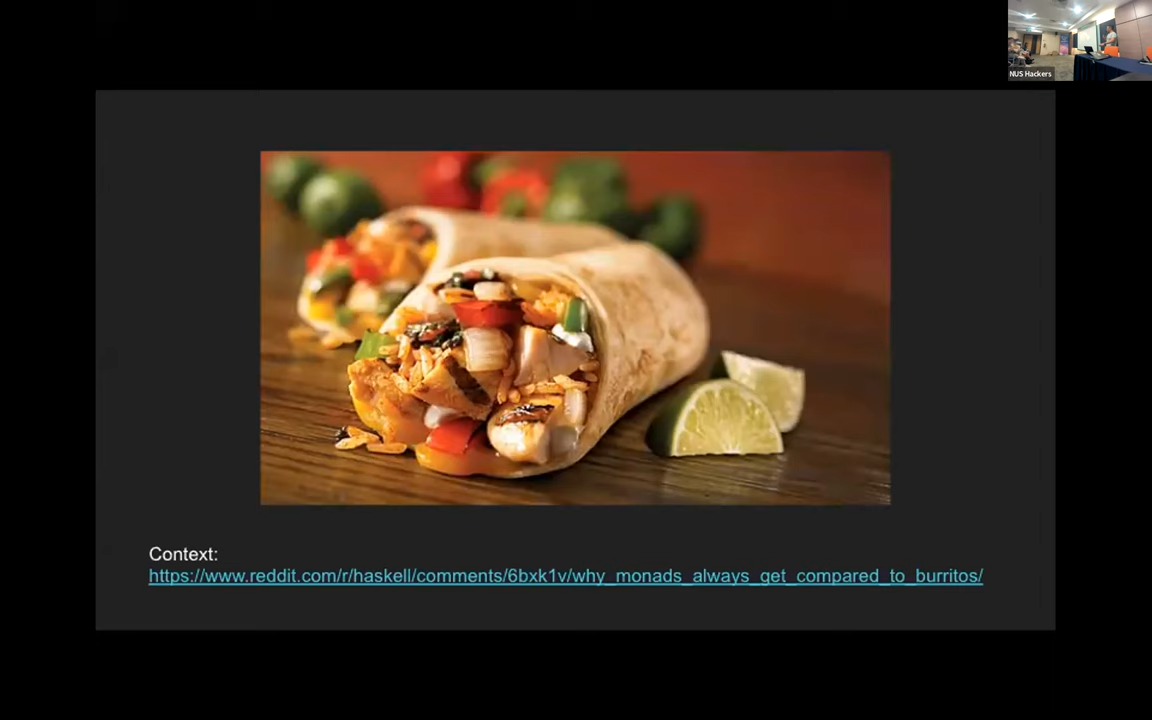 NUS Hackers
Context:
https://www.reddit.com/r/haskell/comments/6bxk1v/why_monads_always_get_compared_to_burritos/